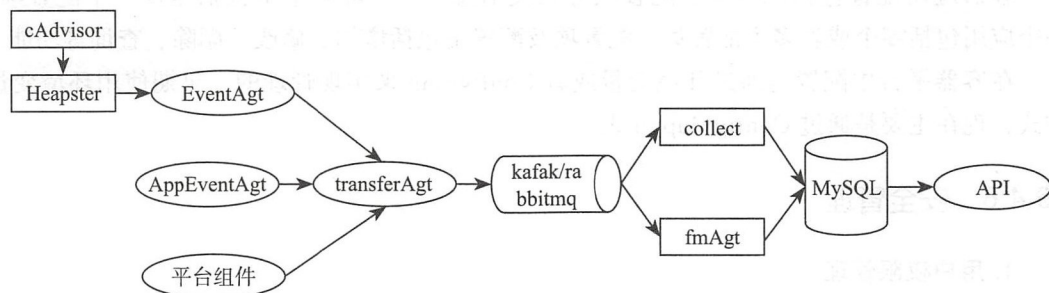 cAdvisor
Heapster
EventAgt
AppEventAgt
平台组件
transferAgt
kafak/ra
bbitmq
collect
fmAgt
MySQL
API